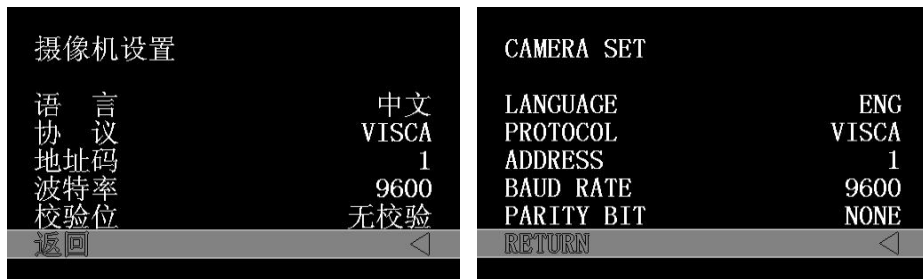 摄像机设置
语 言 中文
协 议 VISCA
地址码 1
波特率 9600
校验位 无校验
返回 ◁
CAMERA SET
LANGUAGE ENG
PROTOCOL VISCA
ADDRESS 1
BAUD RATE 9600
PARITY BIT NONE
RETURN ◁